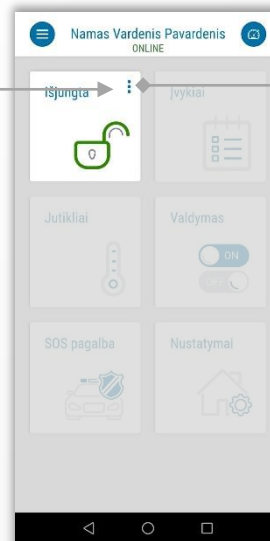 Namas Vardenis Pavardenis
ONLINE
Išjungta
Įvykiai
Jutikliai
Valdymas
ON
OFF
SOS pagalba
Nustatymai